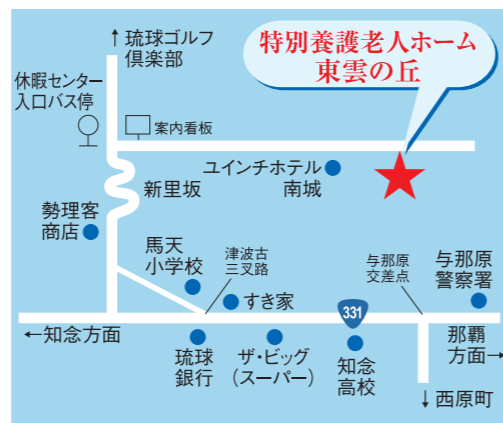 ↑琉球ゴルフ
倶楽部
特別養護老人ホーム
東雲の丘
休暇センター
入口バス停
案内看板
ユインチホテル
南城
新里坂
勢理客
商店
馬天
小学校
津波古
三叉路
与那原
交差点
与那原
警察署
すき家
331
←知念方面
琉球
銀行
ザ・ビッグ
(スーパー)
知念
高校
那覇
方面→
↓西原町